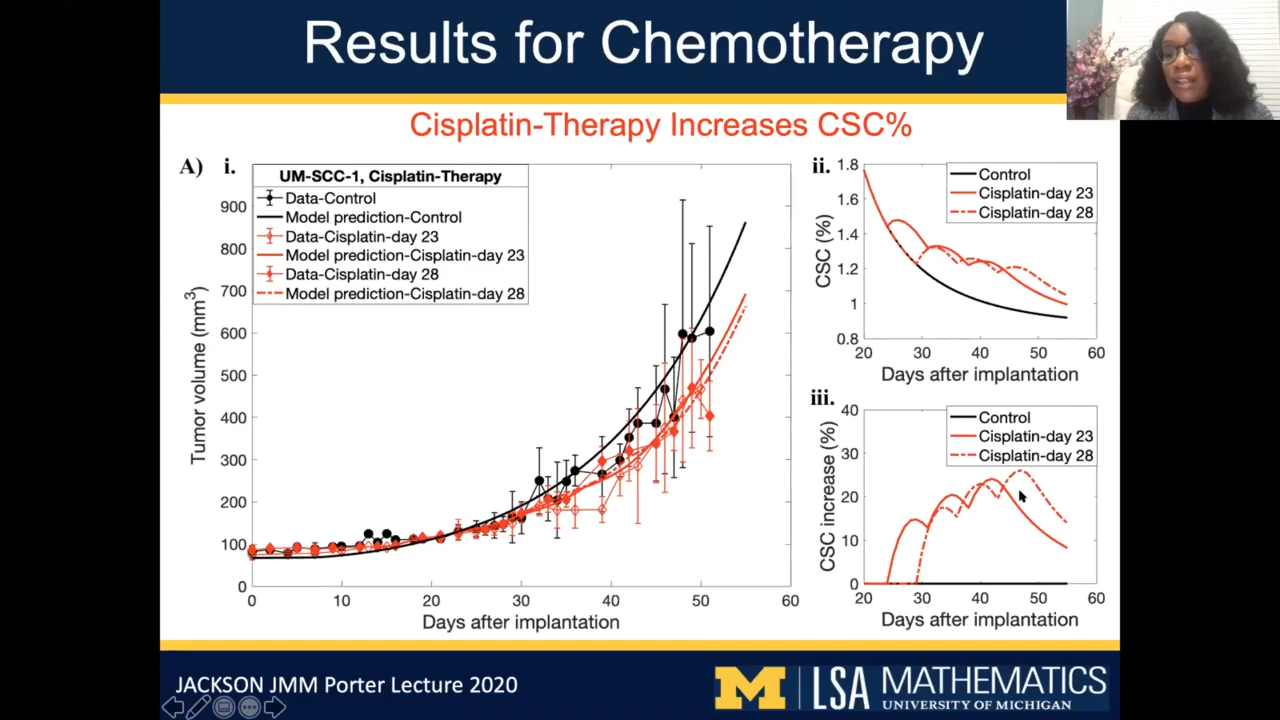 Results for Chemotherapy
Cisplatin-Therapy Increases CSC%
A)
i.
UM-SCC-1, Cisplatin-Therapy
Data-Control
Model prediction-Control
Data-Cisplatin-day 23
Model prediction-Cisplatin-day 23
Data-Cisplatin-day 28
Model prediction-Cisplatin-day 28
Tumor volume (mm³)
900
800
700
600
500
400
300
200
100
0
0 10 20 30 40 50 60
Days after implantation
ii.
Control
Cisplatin-day 23
Cisplatin-day 28
CSC (%)
1.8
1.6
1.4
1.2
1
0.8
20 30 40 50 60
Days after implantation
iii.
Control
Cisplatin-day 23
Cisplatin-day 28
CSC increase (%)
40
30
20
10
0
20 30 40 50 60
Days after implantation
JACKSON JMM Porter Lecture 2020
M LSA MATHEMATICS
UNIVERSITY OF MICHIGAN